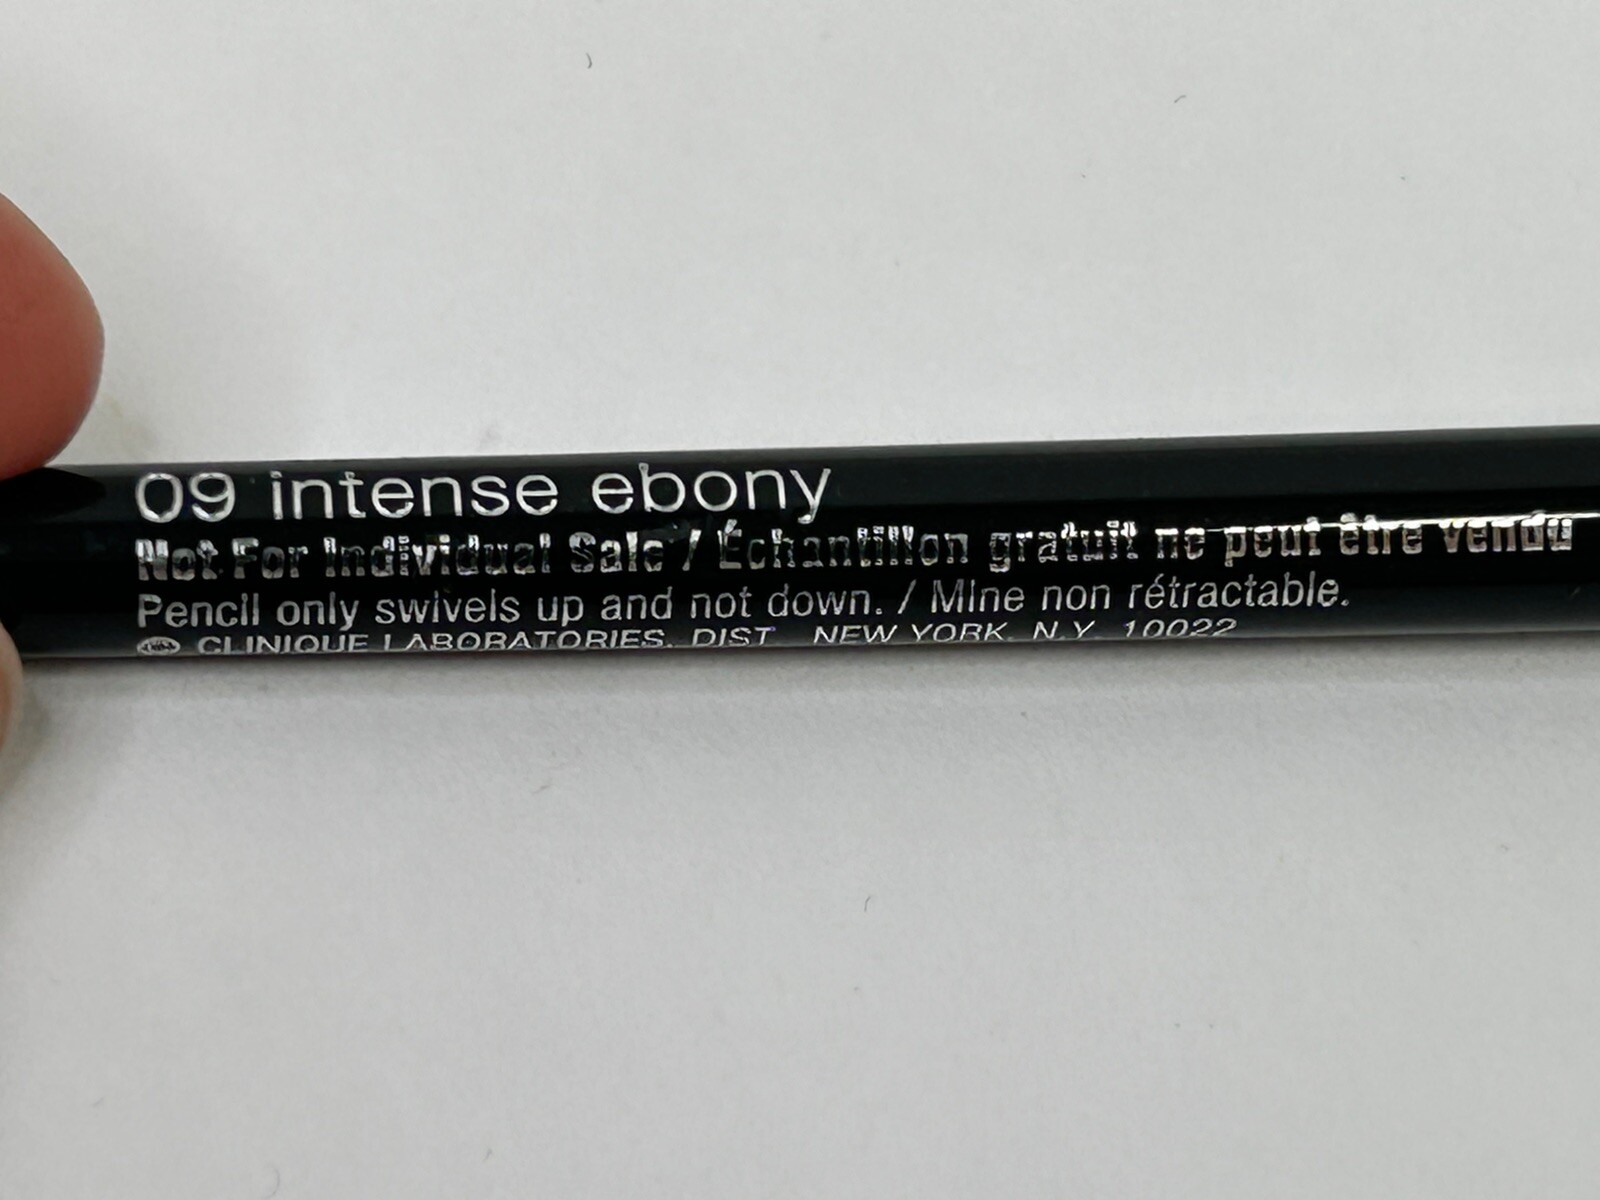 09 intense ebony
Not For Individual Sale / Échantillon gratuit ne peut être vendu
Pencil only swivels up and not down. / Mine non rétractable.
CLINIQUE LABORATORIES, DIST NEW YORK, N.Y. 10022